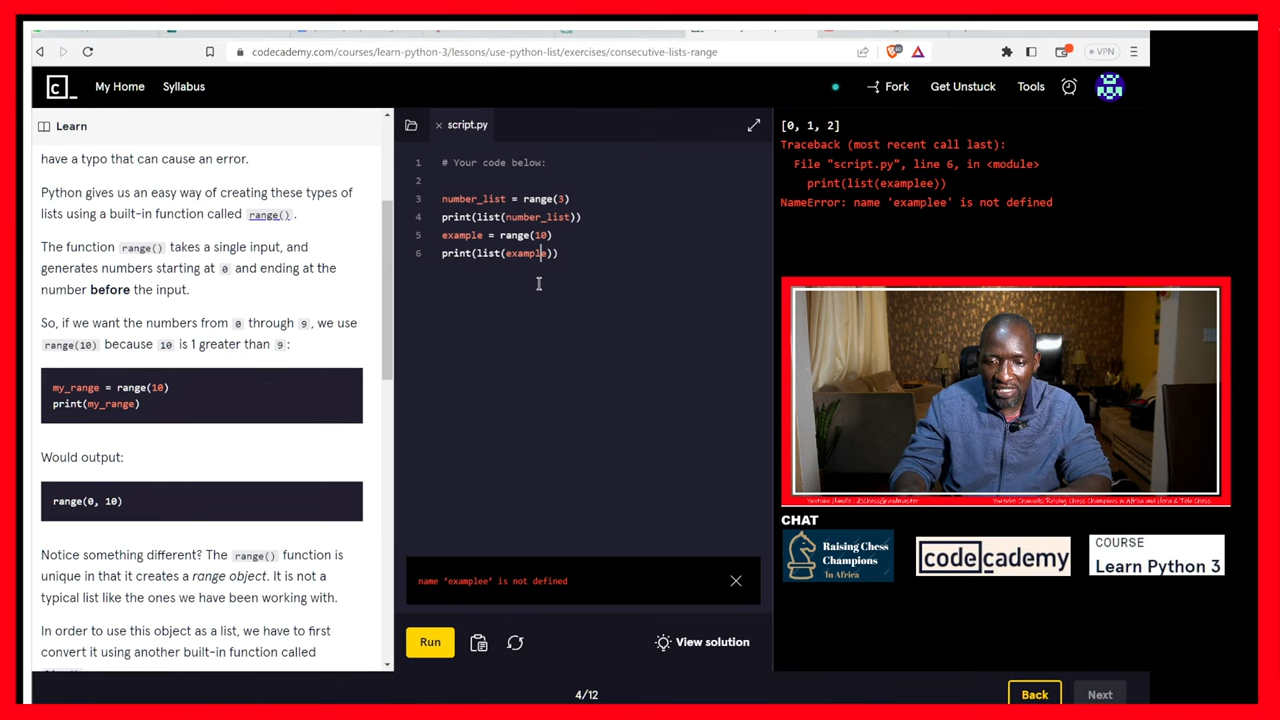 codecademy.com/courses/learn-python-3/lessons/use-python-list/exercises/consecutive-lists-range
VPN
My Home Syllabus
Fork Get Unstuck Tools
Learn
have a typo that can cause an error.
Python gives us an easy way of creating these types of
lists using a built-in function called range().
The function range() takes a single input, and
generates numbers starting at 0 and ending at the
number before the input.
So, if we want the numbers from 0 through 9, we use
range(10) because 10 is 1 greater than 9:
my_range = range(10)
print(my_range)
Would output:
range(0, 10)
Notice something different? The range() function is
unique in that it creates a range object. It is not a
typical list like the ones we have been working with.
In order to use this object as a list, we have to first
convert it using another built-in function called
script.py
1 # Your code below:
2
3 number_list = range(3)
4 print(list(number_list))
5 example = range(10)
6 print(list(example))
name 'examplee' is not defined
Run
View solution
4/12
Back
Next
[0, 1, 2]
Traceback (most recent call last):
File "script.py", line 6, in <module>
print(list(examplee))
NameError: name 'examplee' is not defined
CHAT
Raising Chess
Champions
In Africa
codecademy
COURSE
Learn Python 3